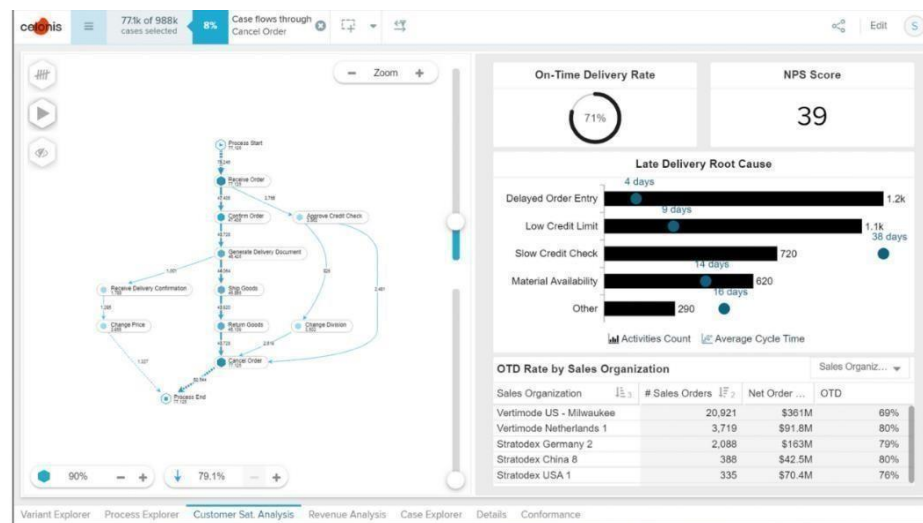 celonis
77.1k of 988k
cases selected
8%
Case flows through
Cancel Order
Edit
S
Zoom
Process Start
Receive Order
Confirm Order
Approve Credit Check
Generate Delivery Document
Receive Delivery Confirmation
Ship Goods
Change Price
Return Goods
Change Division
Cancel Order
Process End
90%
79.1%
On-Time Delivery Rate
71%
NPS Score
39
Late Delivery Root Cause
4 days
Delayed Order Entry
1.2k
9 days
Low Credit Limit
1.1k
38 days
Slow Credit Check
720
14 days
Material Availability
620
16 days
Other
290
Activities Count
Average Cycle Time
OTD Rate by Sales Organization
Sales Organiz...
Sales Organization # Sales Orders Net Order ... OTD
Vertimode US - Milwaukee 20,921 $361M 69%
Vertimode Netherlands 1 3,719 $91.8M 80%
Stratodex Germany 2 2,088 $163M 79%
Stratodex China 8 388 $42.5M 80%
Stratodex USA 1 335 $70.4M 76%
Variant Explorer Process Explorer Customer Sat. Analysis Revenue Analysis Case Explorer Details Conformance